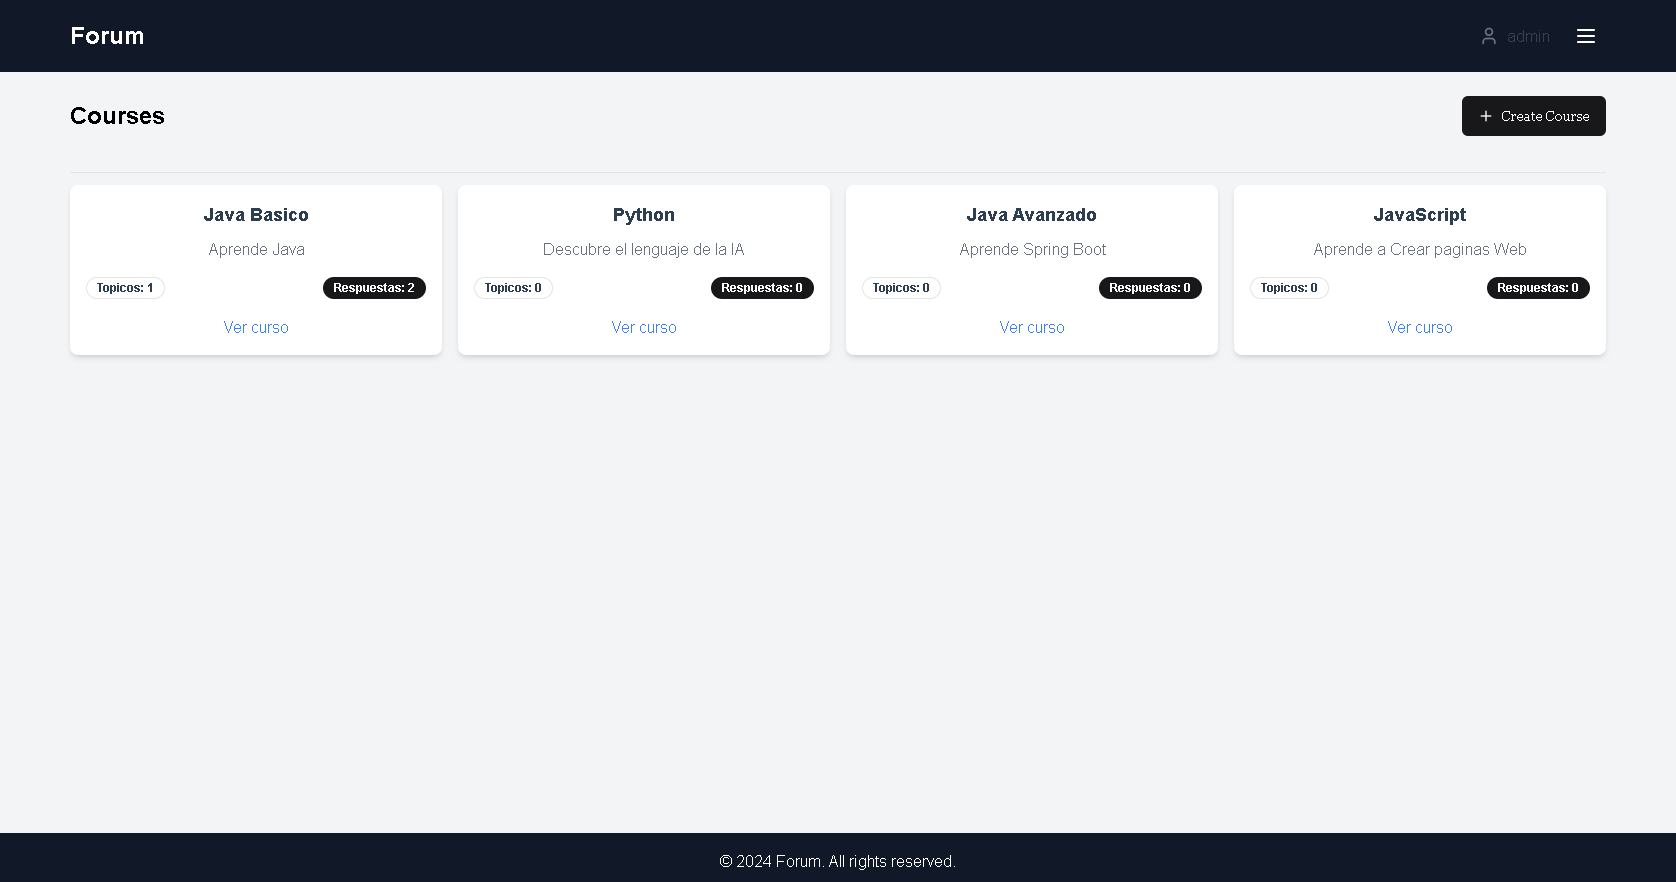 Forum
admin
Courses
Create Course
Java Basico
Aprende Java
Topicos: 1
Respuestas: 2
Ver curso
Python
Descubre el lenguaje de la IA
Topicos: 0
Respuestas: 0
Ver curso
Java Avanzado
Aprende Spring Boot
Topicos: 0
Respuestas: 0
Ver curso
JavaScript
Aprende a Crear paginas Web
Topicos: 0
Respuestas: 0
Ver curso
© 2024 Forum. All rights reserved.